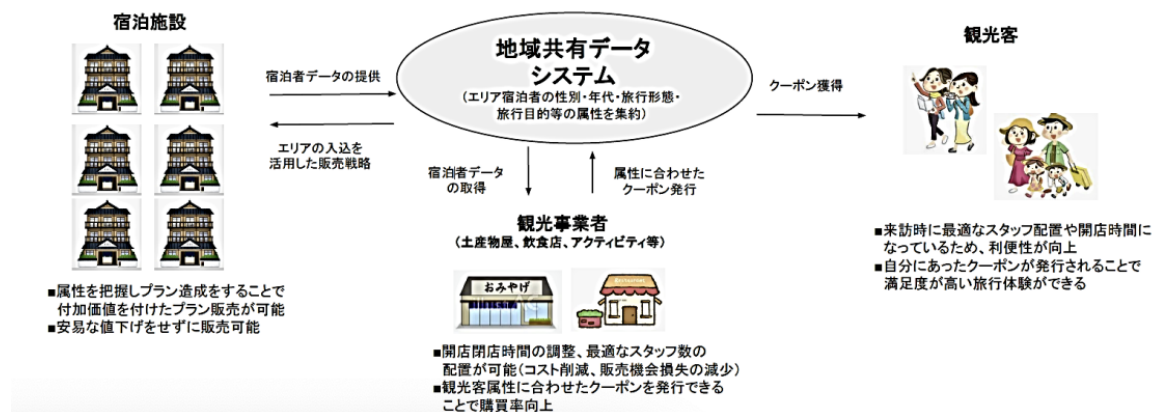 宿泊施設
宿泊者データの提供
エリアの入込を
活用した販売戦略
■属性を把握しプラン造成をすることで
付加価値を付けたプラン販売が可能
■安易な値下げをせずに販売可能
地域共有データ
システム
（エリア宿泊者の性別・年代・旅行形態・
旅行目的等の属性を集約）
宿泊者データ
の取得
属性に合わせた
クーポン発行
観光事業者
（土産物屋、飲食店、アクティビティ等）
おみやげ
■開店閉店時間の調整、最適なスタッフ数の
配置が可能（コスト削減、販売機会損失の減少）
■観光客属性に合わせたクーポンを発行できる
ことで購買率向上
クーポン獲得
観光客
■来訪時に最適なスタッフ配置や開店時間に
なっているため、利便性が向上
■自分にあったクーポンが発行されることで
満足度が高い旅行体験ができる